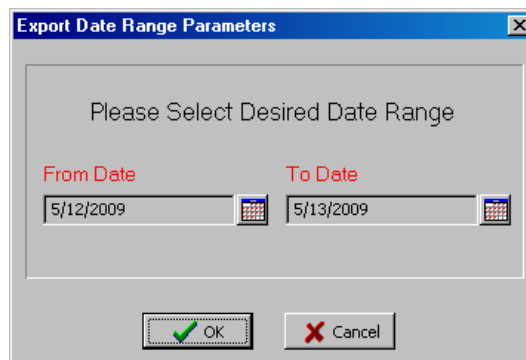 Export Date Range Parameters
Please Select Desired Date Range
From Date To Date
5/12/2009 5/13/2009
OK Cancel